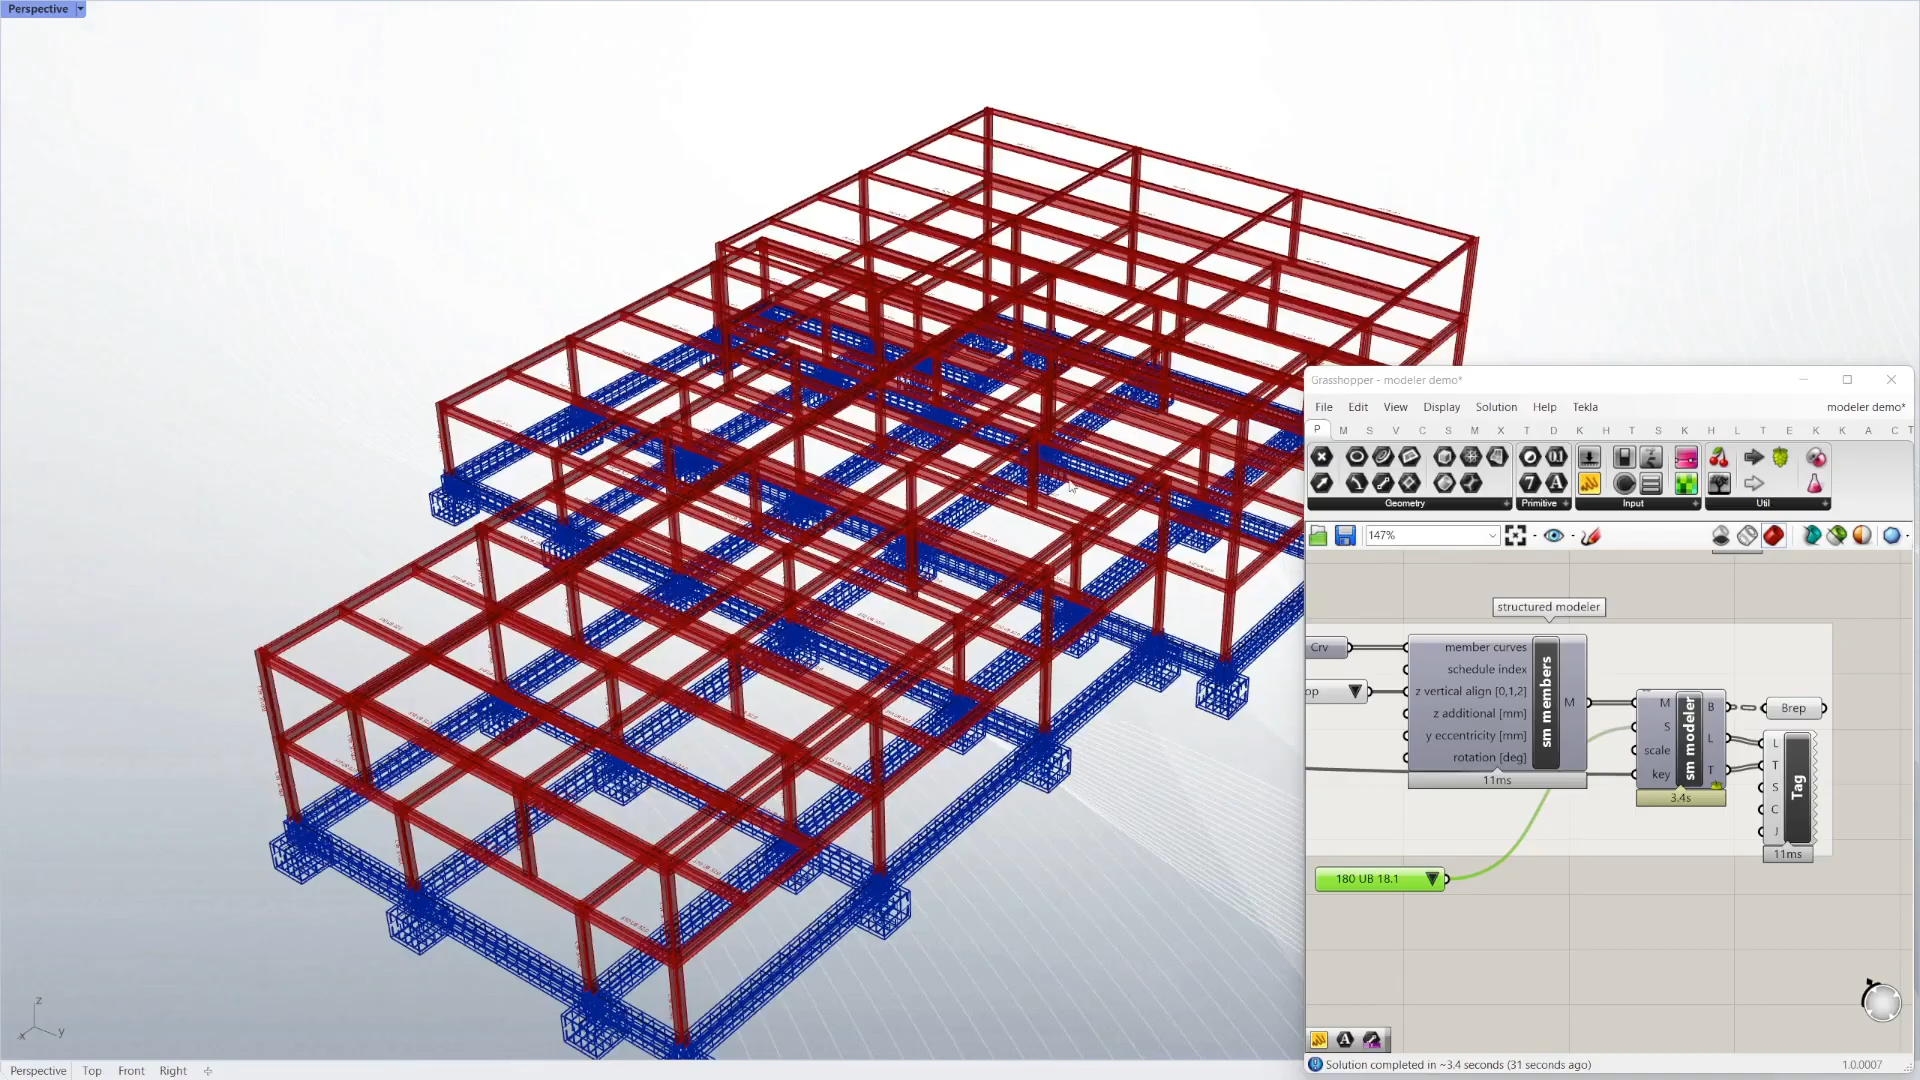 Perspective
Grasshopper - modeler demo*
File Edit View Display Solution Help Tekla modeler demo*
P M S V C S M X T D K H T S K K H L T E K K A C T
Geometry Primitive Input Util
147%
structured modeler
Crv
op
member curves
schedule index
z vertical align [0,1,2]
z additional [mm]
y eccentricity [mm]
rotation [deg]
sm members
M
11ms
M
S
scale
key
sm modeler
B
L
T
3.4s
Brep
L
T
S
C
J
Tag
11ms
180 UB 18.1
z
x
y
Solution completed in ~3.4 seconds (31 seconds ago) 1.0.0007
Perspective Top Front Right